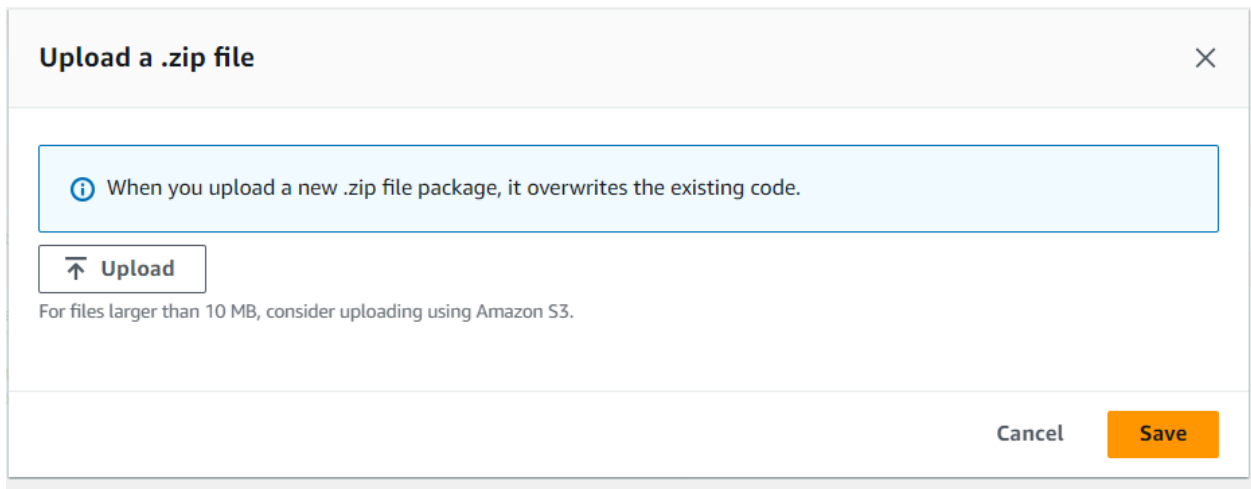 Upload a .zip file
When you upload a new .zip file package, it overwrites the existing code.
Upload
For files larger than 10 MB, consider uploading using Amazon S3.
Cancel
Save